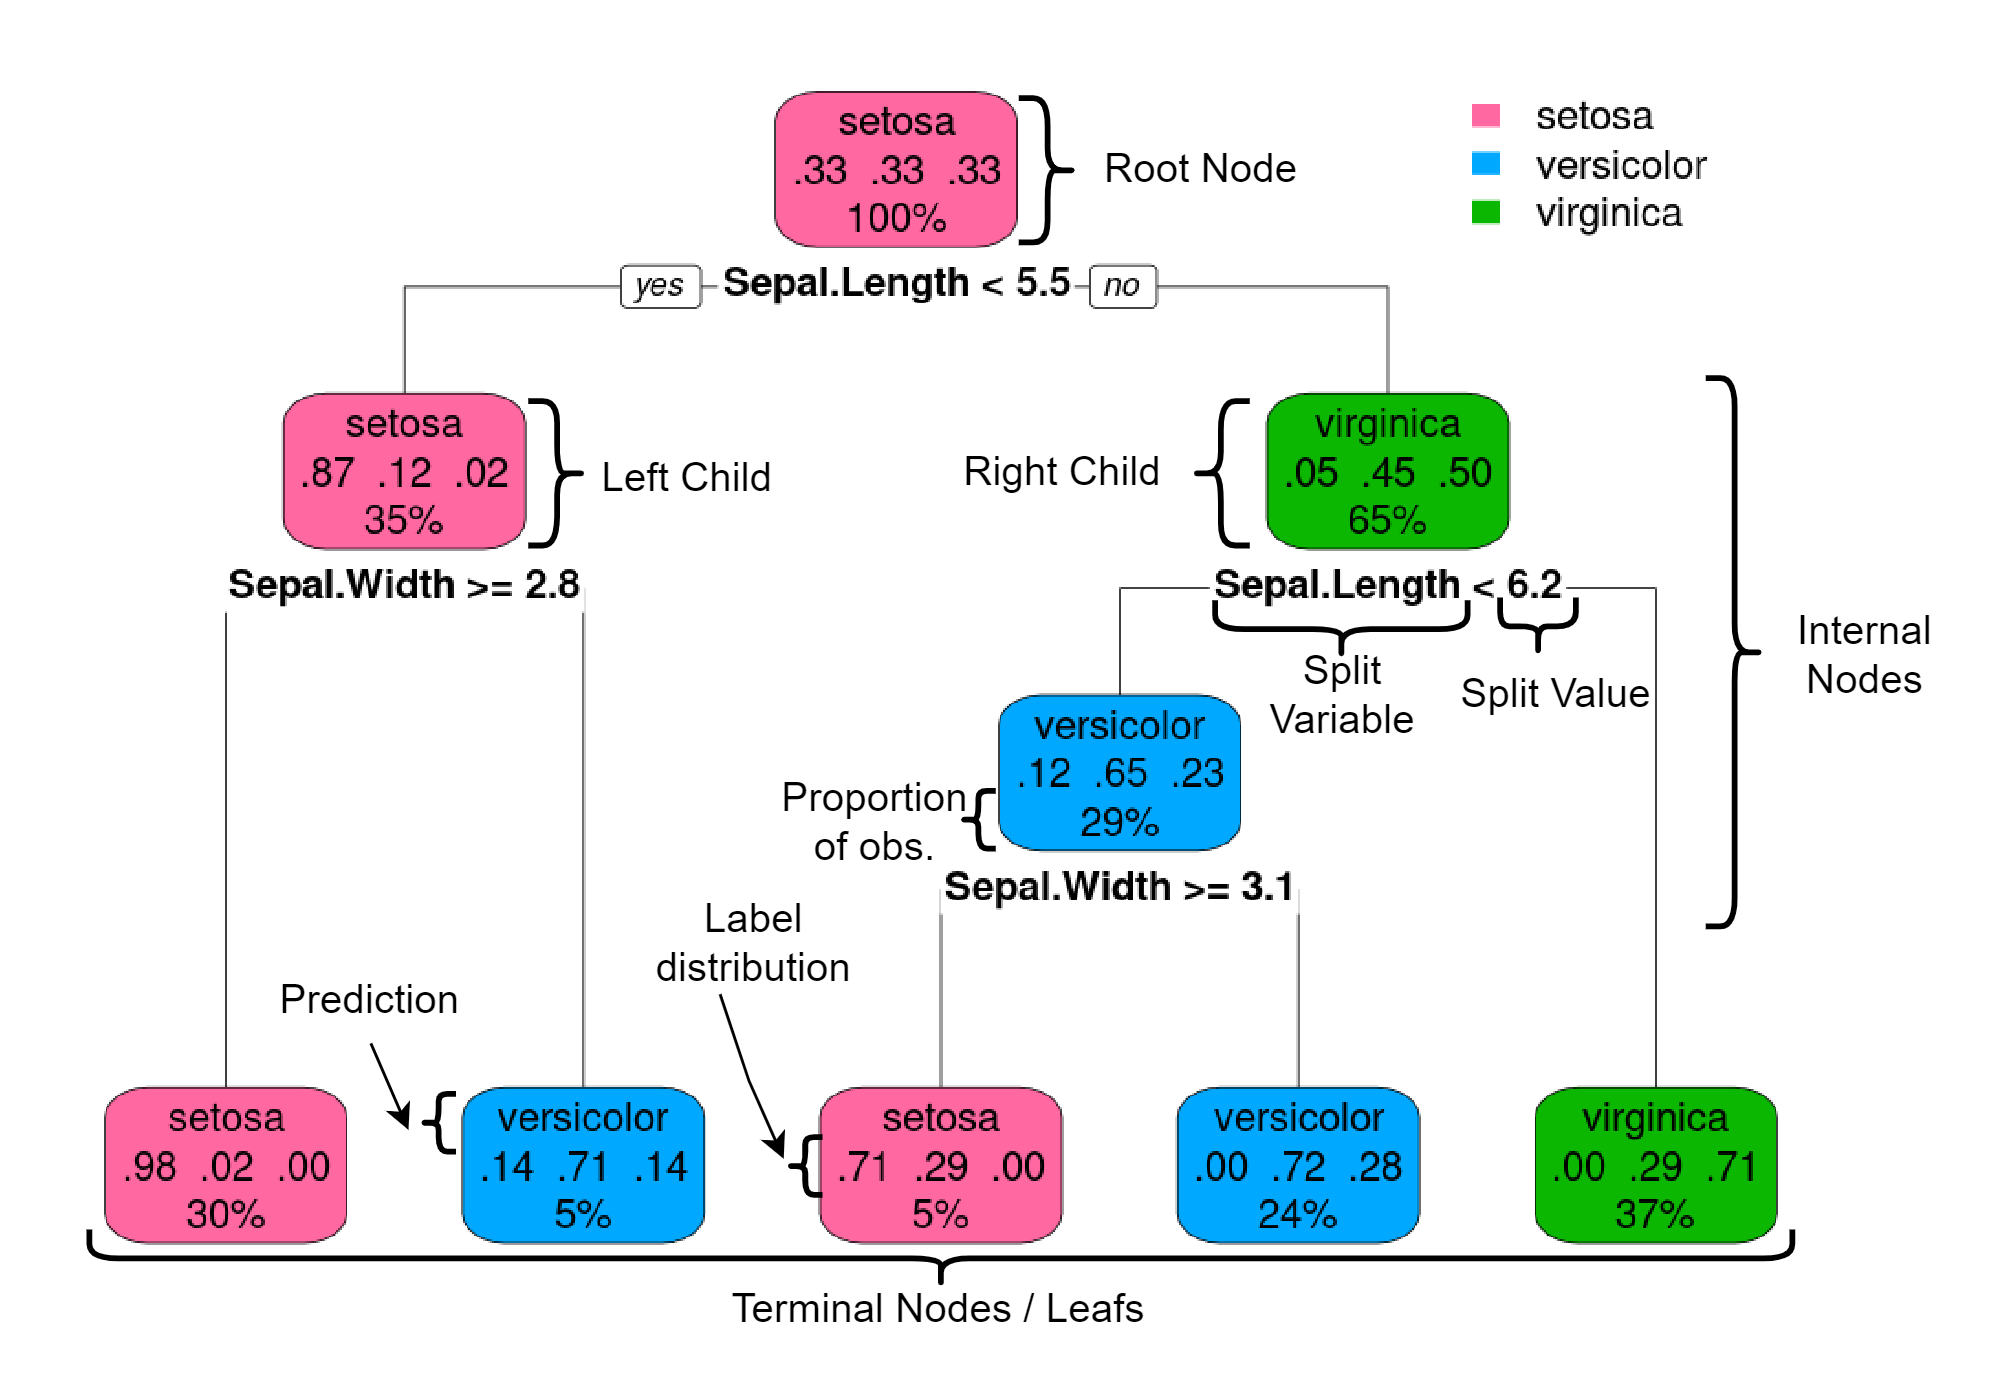 setosa
.33 .33 .33
100%
Root Node
setosa
versicolor
virginica
yes
Sepal.Length < 5.5
no
setosa
.87 .12 .02
35%
Left Child
Right Child
virginica
.05 .45 .50
65%
Sepal.Width >= 2.8
Sepal.Length < 6.2
Split
Variable
Split Value
Internal
Nodes
versicolor
.12 .65 .23
29%
Proportion
of obs.
Sepal.Width >= 3.1
Label
distribution
Prediction
setosa
.98 .02 .00
30%
versicolor
.14 .71 .14
5%
setosa
.71 .29 .00
5%
versicolor
.00 .72 .28
24%
virginica
.00 .29 .71
37%
Terminal Nodes / Leafs